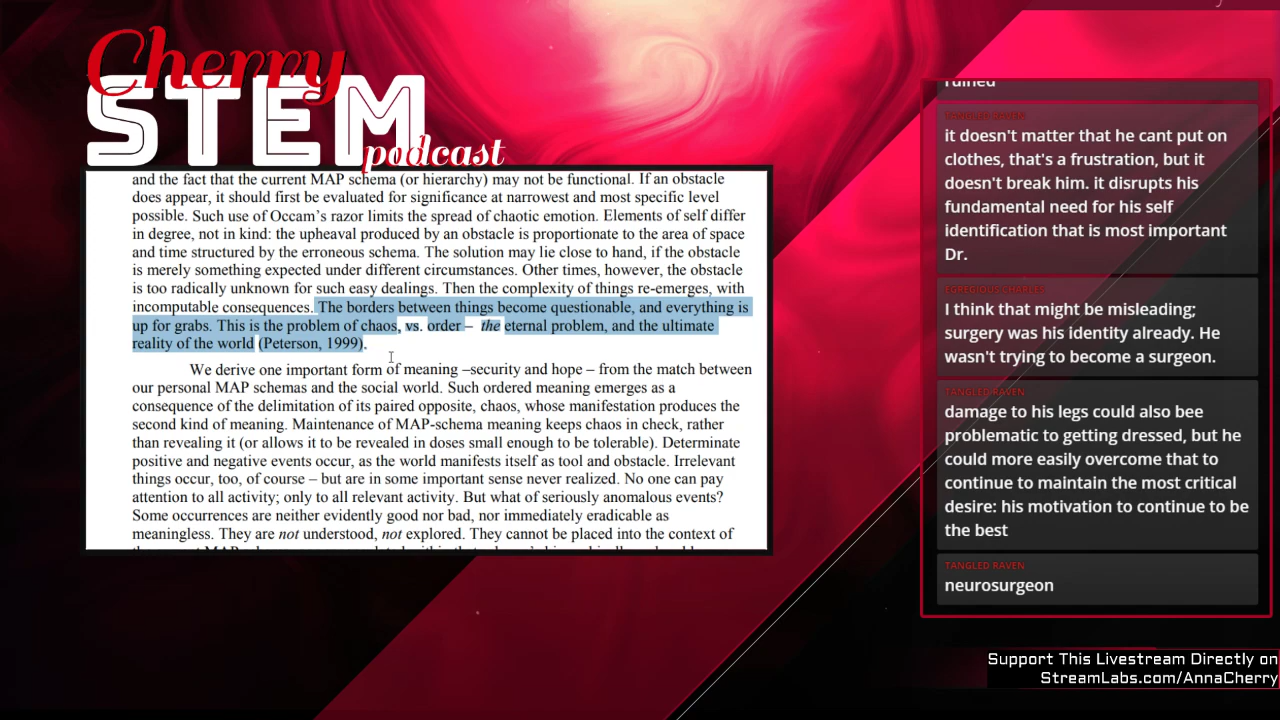 Cherry
STEM
podcast
and the fact that the current MAP schema (or hierarchy) may not be functional. If an obstacle
does appear, it should first be evaluated for significance at narrowest and most specific level
possible. Such use of Occam's razor limits the spread of chaotic emotion. Elements of self differ
in degree, not in kind: the upheaval produced by an obstacle is proportionate to the area of space
and time structured by the erroneous schema. The solution may lie close to hand, if the obstacle
is merely something expected under different circumstances. Other times, however, the obstacle
is too radically unknown for such easy dealings. Then the complexity of things re-emerges, with
incomputable consequences. The borders between things become questionable, and everything is
up for grabs. This is the problem of chaos, vs. order – the eternal problem, and the ultimate
reality of the world (Peterson, 1999).
We derive one important form of meaning –security and hope – from the match between
our personal MAP schemas and the social world. Such ordered meaning emerges as a
consequence of the delimitation of its paired opposite, chaos, whose manifestation produces the
second kind of meaning. Maintenance of MAP-schema meaning keeps chaos in check, rather
than revealing it (or allows it to be revealed in doses small enough to be tolerable). Determinate
positive and negative events occur, as the world manifests itself as tool and obstacle. Irrelevant
things occur, too, of course – but are in some important sense never realized. No one can pay
attention to all activity; only to all relevant activity. But what of seriously anomalous events?
Some occurrences are neither evidently good nor bad, nor immediately eradicable as
meaningless. They are not understood, not explored. They cannot be placed into the context of
ruined
TANGLED RAVEN
it doesn't matter that he cant put on
clothes, that's a frustration, but it
doesn't break him. it disrupts his
fundamental need for his self
identification that is most important
Dr.
EGREGIOUS CHARLES
I think that might be misleading;
surgery was his identity already. He
wasn't trying to become a surgeon.
TANGLED RAVEN
damage to his legs could also bee
problematic to getting dressed, but he
could more easily overcome that to
continue to maintain the most critical
desire: his motivation to continue to be
the best
TANGLED RAVEN
neurosurgeon
Support This Livestream Directly on
StreamLabs.com/AnnaCherry